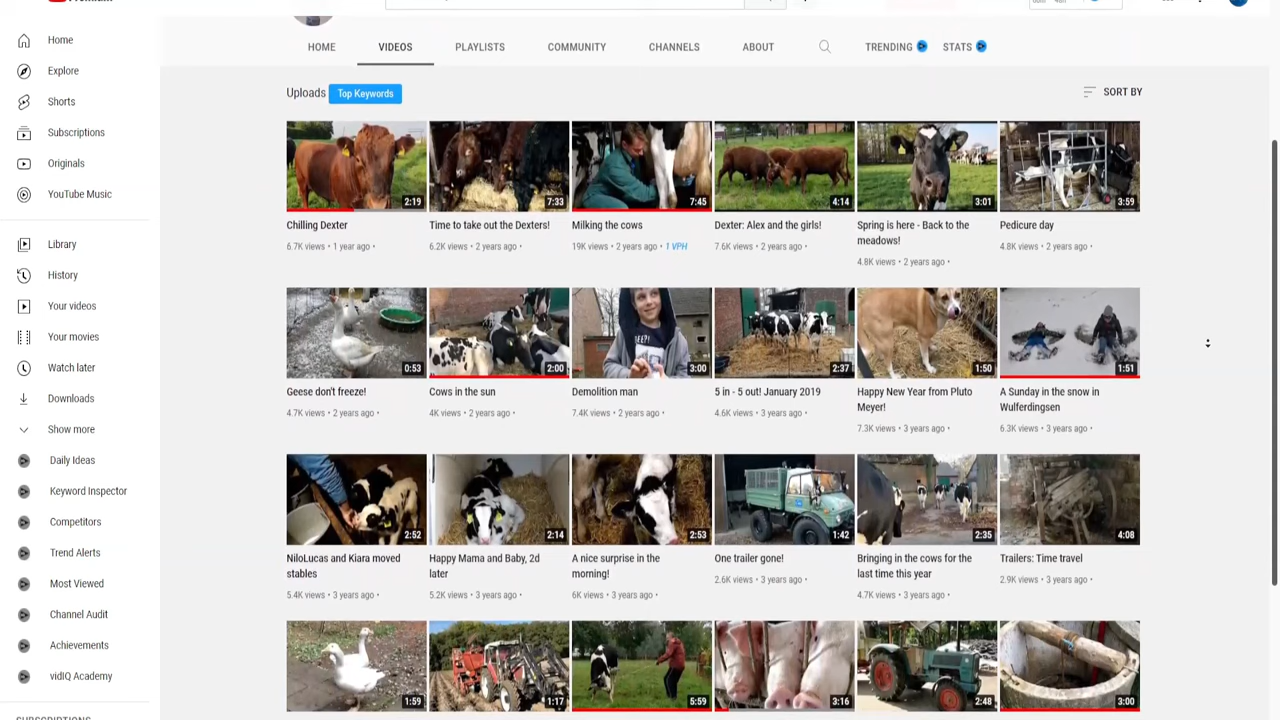 Premium
Home
Explore
Shorts
Subscriptions
Originals
YouTube Music
Library
History
Your videos
Your movies
Watch later
Downloads
Show more
Daily Ideas
Keyword Inspector
Competitors
Trend Alerts
Most Viewed
Channel Audit
Achievements
vidIQ Academy
SUBSCRIPTIONS
HOME VIDEOS PLAYLISTS COMMUNITY CHANNELS ABOUT TRENDING STATS
Uploads Top Keywords SORT BY
2:19 7:33 7:45 4:14 3:01 3:59
Chilling Dexter
6.7K views • 1 year ago •
Time to take out the Dexters!
6.2K views • 2 years ago •
Milking the cows
19K views • 2 years ago • 1 VPH
Dexter: Alex and the girls!
7.6K views • 2 years ago •
Spring is here - Back to the
meadows!
4.8K views • 2 years ago •
Pedicure day
4.8K views • 2 years ago •
0:53 2:00 3:00 2:37 1:50 1:51
Geese don't freeze!
4.7K views • 2 years ago •
Cows in the sun
4K views • 2 years ago •
Demolition man
7.4K views • 2 years ago •
5 in - 5 out! January 2019
4.6K views • 3 years ago •
Happy New Year from Pluto
Meyer!
7.3K views • 3 years ago •
A Sunday in the snow in
Wulferdingsen
6.3K views • 3 years ago •
2:52 2:14 2:53 1:42 2:35 4:08
NiloLucas and Kiara moved
stables
5.4K views • 3 years ago •
Happy Mama and Baby, 2d
later
5.2K views • 3 years ago •
A nice surprise in the
morning!
6K views • 3 years ago •
One trailer gone!
2.6K views • 3 years ago •
Bringing in the cows for the
last time this year
4.7K views • 3 years ago •
Trailers: Time travel
2.9K views • 3 years ago •
1:59 1:17 5:59 3:16 2:48 3:00